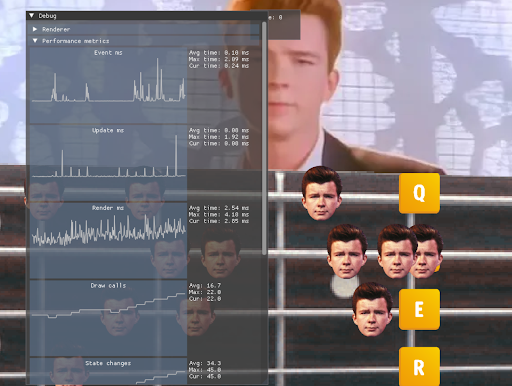 ▼ Debug
e: 0
▶ Renderer
▼ Performance metrics
Event ms
Avg time: 0.10 ms
Max time: 2.09 ms
Cur time: 0.24 ms
Update ms
Avg time: 0.00 ms
Max time: 1.92 ms
Cur time: 0.00 ms
Render ms
Avg time: 2.54 ms
Max time: 4.18 ms
Cur time: 2.85 ms
Draw calls
Avg: 16.7
Max: 22.0
Cur: 22.0
State changes
Avg: 34.3
Max: 45.0
Cur: 45.0
Q
E
R